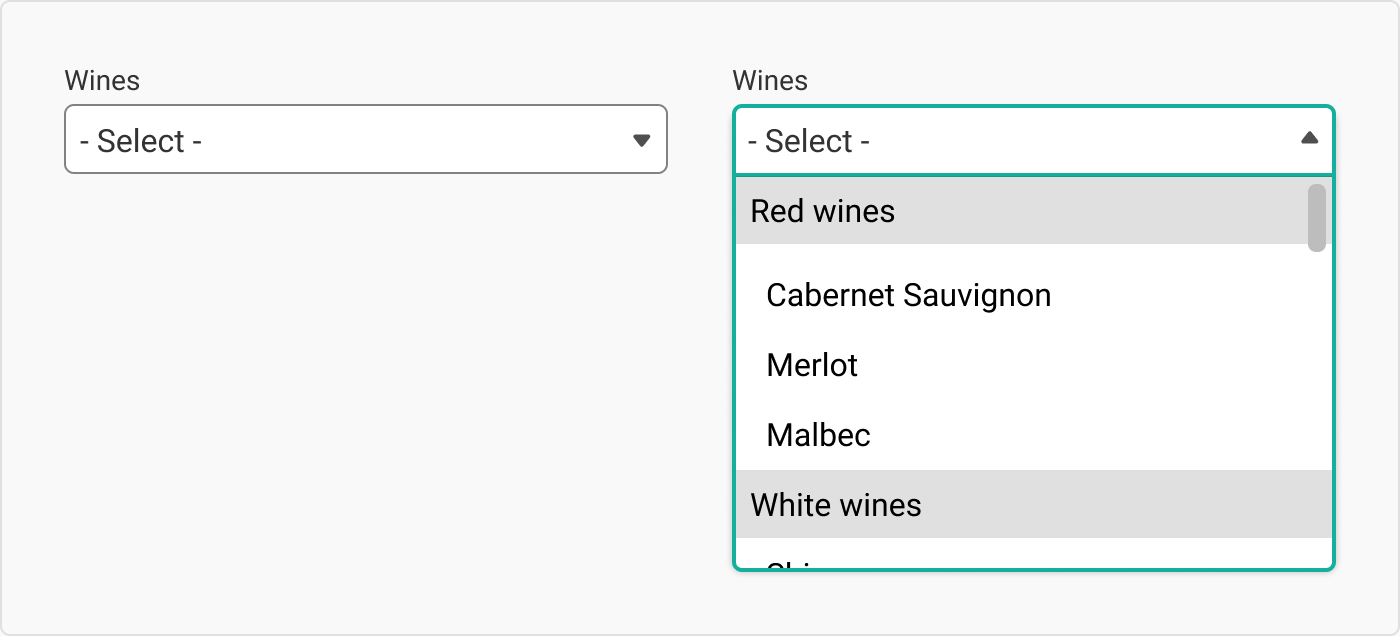 Wines
- Select -
Wines
- Select -
Red wines
Cabernet Sauvignon
Merlot
Malbec
White wines